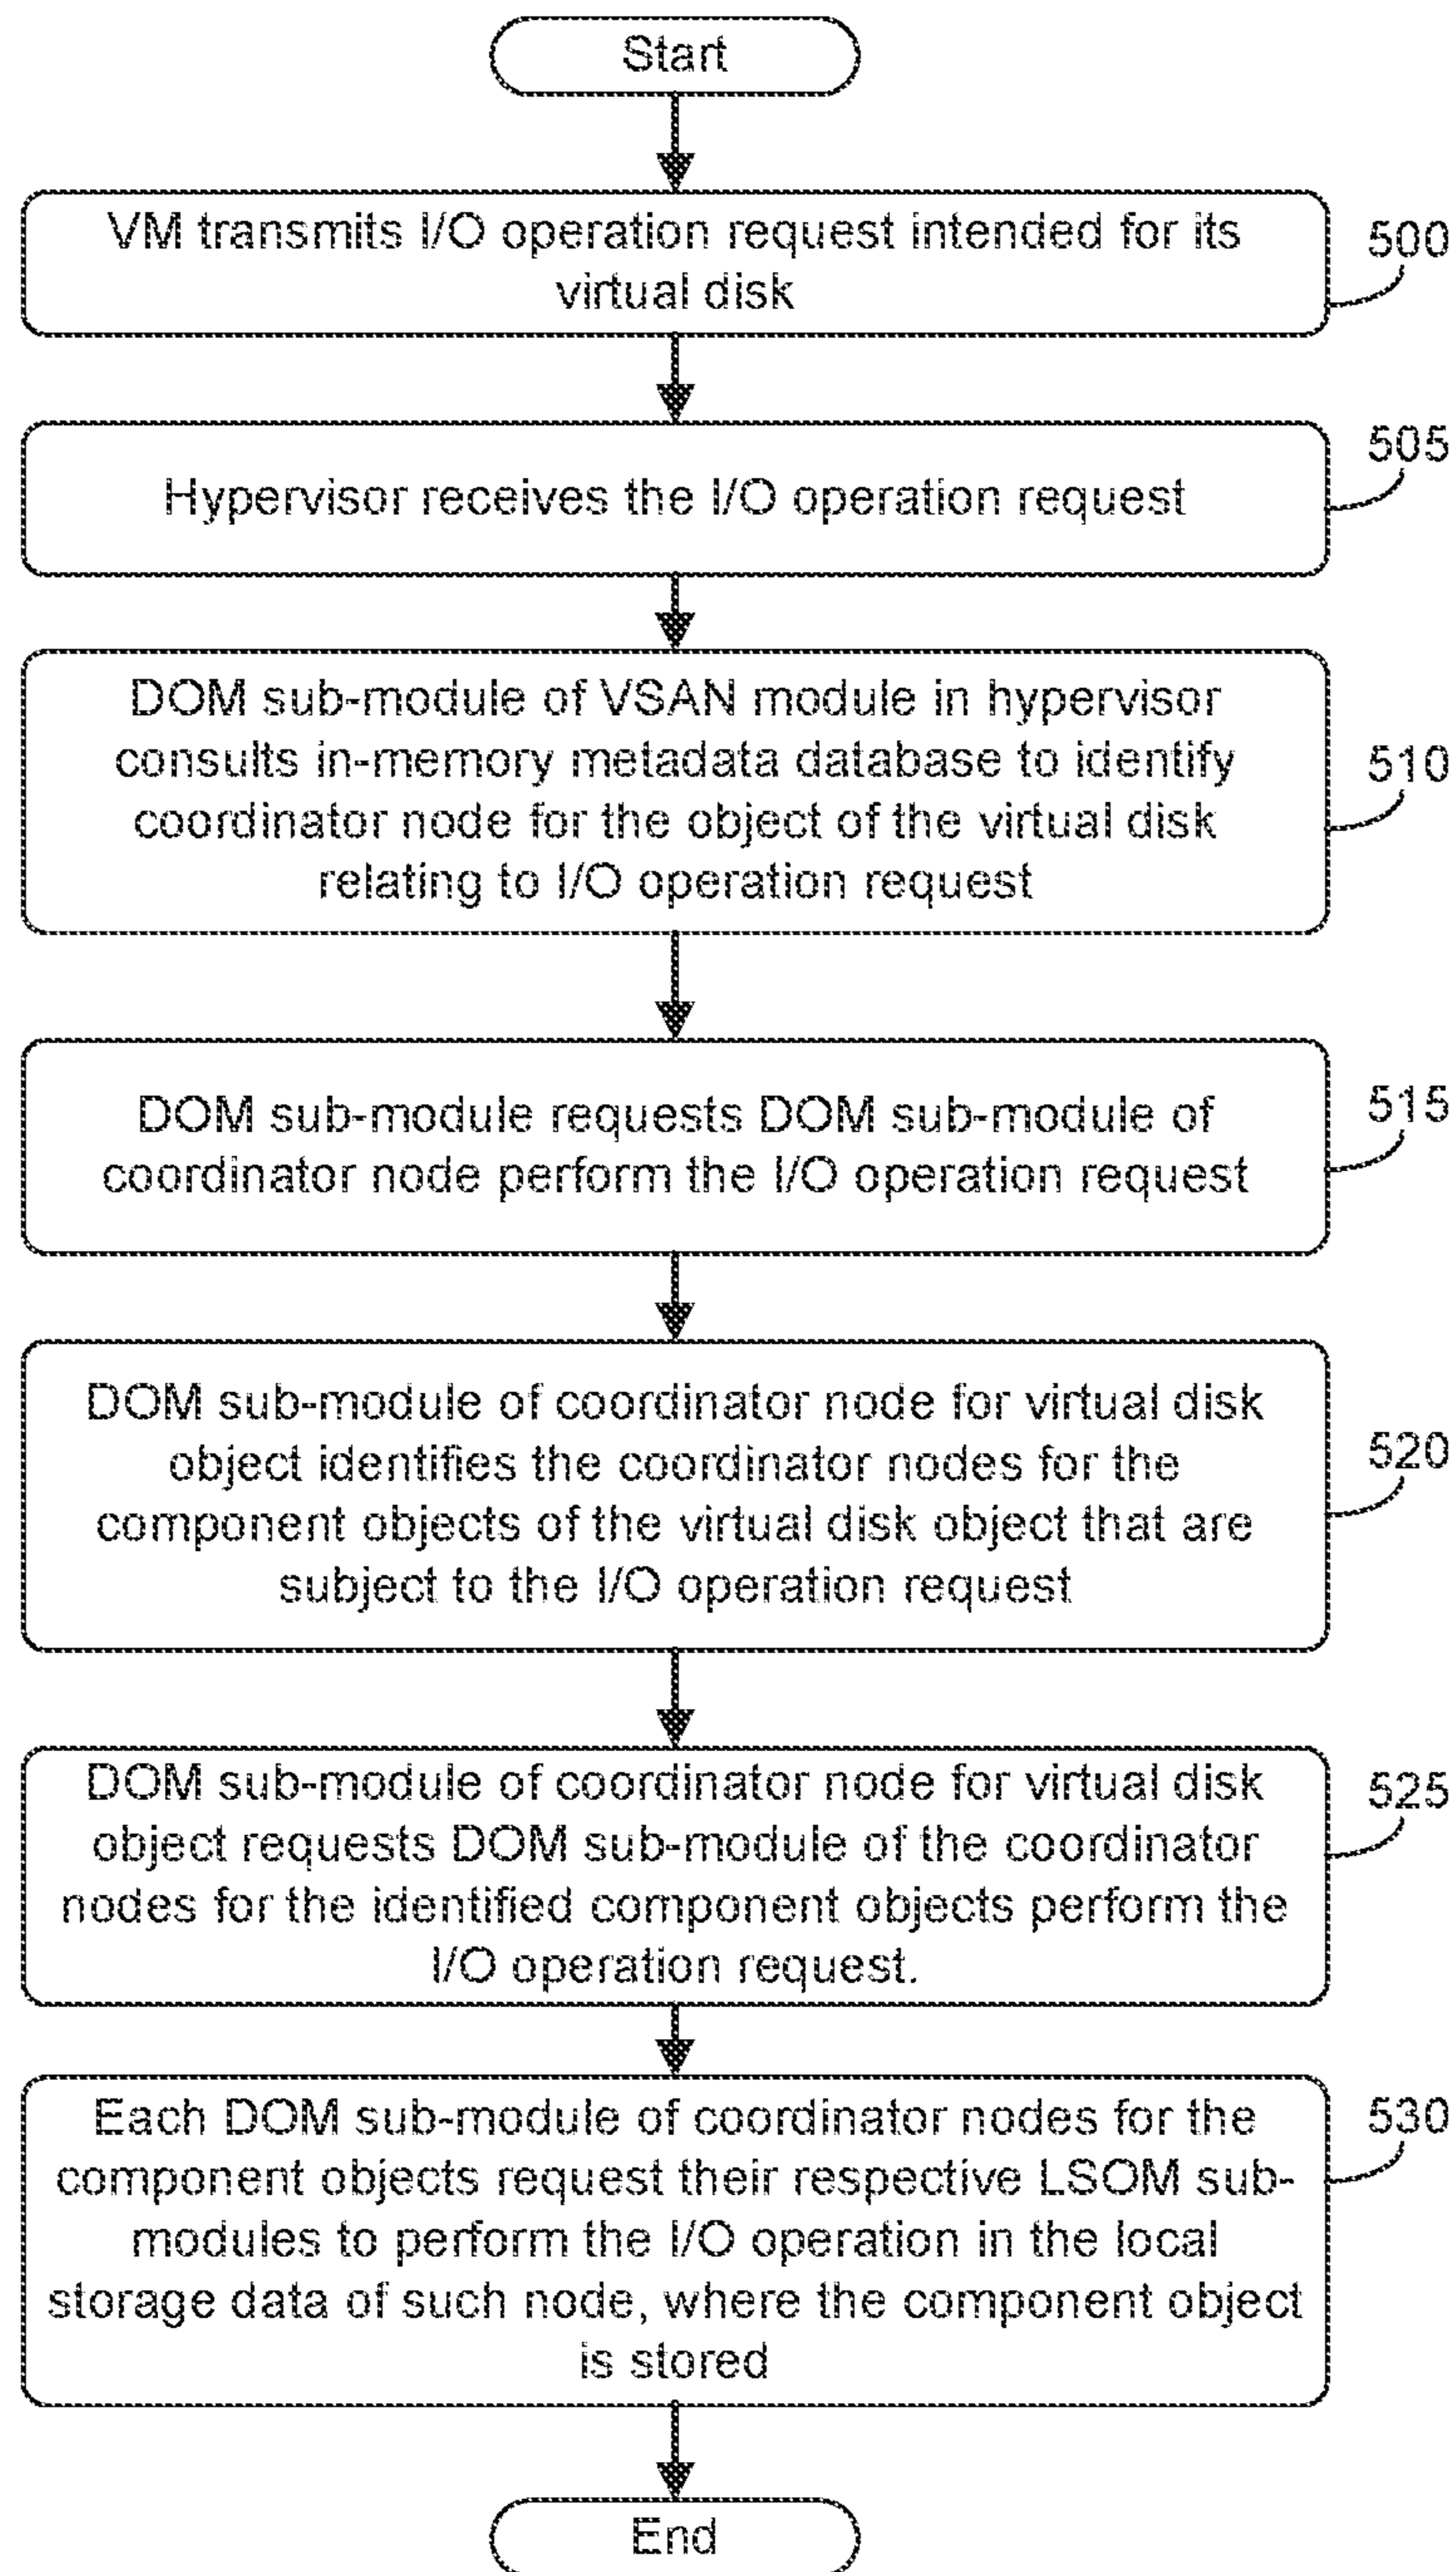 Start
VM transmits I/O operation request intended for its
virtual disk
500
Hypervisor receives the I/O operation request
505
DOM sub-module of VSAN module in hypervisor
consults in-memory metadata database to identify
coordinator node for the object of the virtual disk
relating to I/O operation request
510
DOM sub-module requests DOM sub-module of
coordinator node perform the I/O operation request
515
DOM sub-module of coordinator node for virtual disk
object identifies the coordinator nodes for the
component objects of the virtual disk object that are
subject to the I/O operation request
520
DOM sub-module of coordinator node for virtual disk
object requests DOM sub-module of the coordinator
nodes for the identified component objects perform the
I/O operation request.
525
Each DOM sub-module of coordinator nodes for the
component objects request their respective LSOM sub-
modules to perform the I/O operation in the local
storage data of such node, where the component object
is stored
530
End